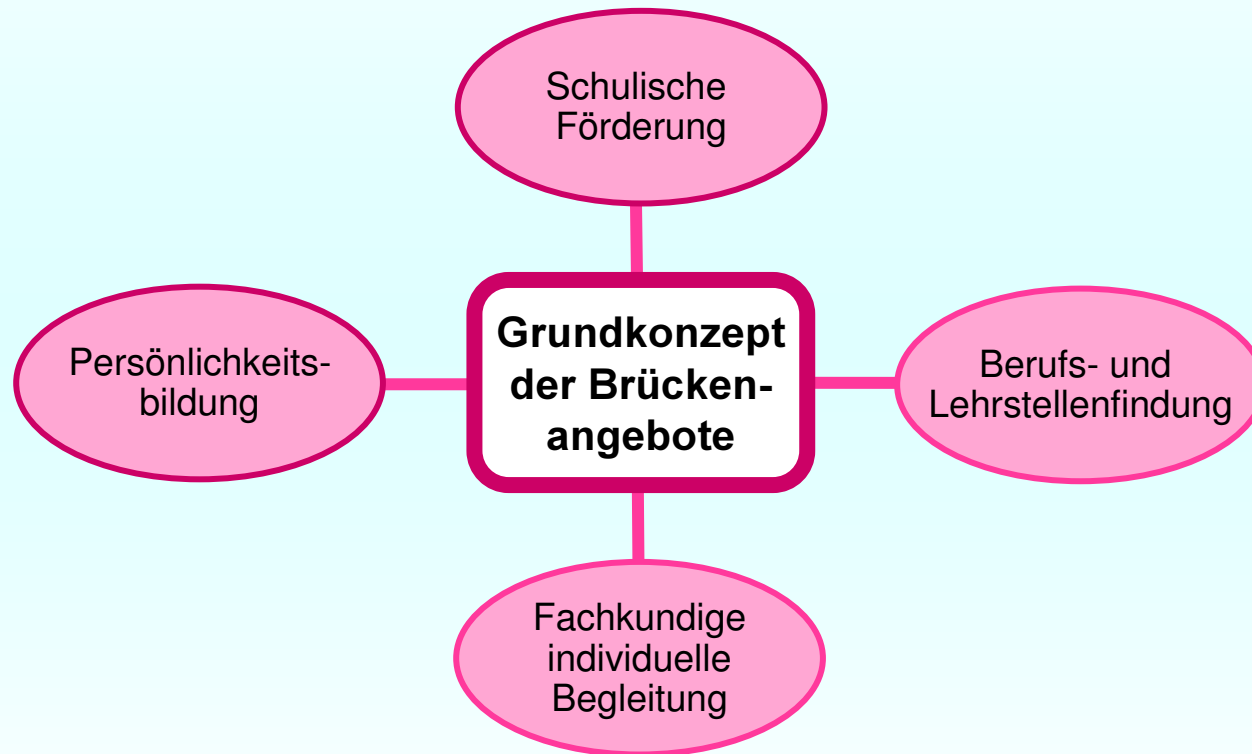 Schulische
Förderung
Persönlichkeits-
bildung
Grundkonzept
der Brücken-
angebote
Berufs- und
Lehrstellenfindung
Fachkundige
individuelle
Begleitung